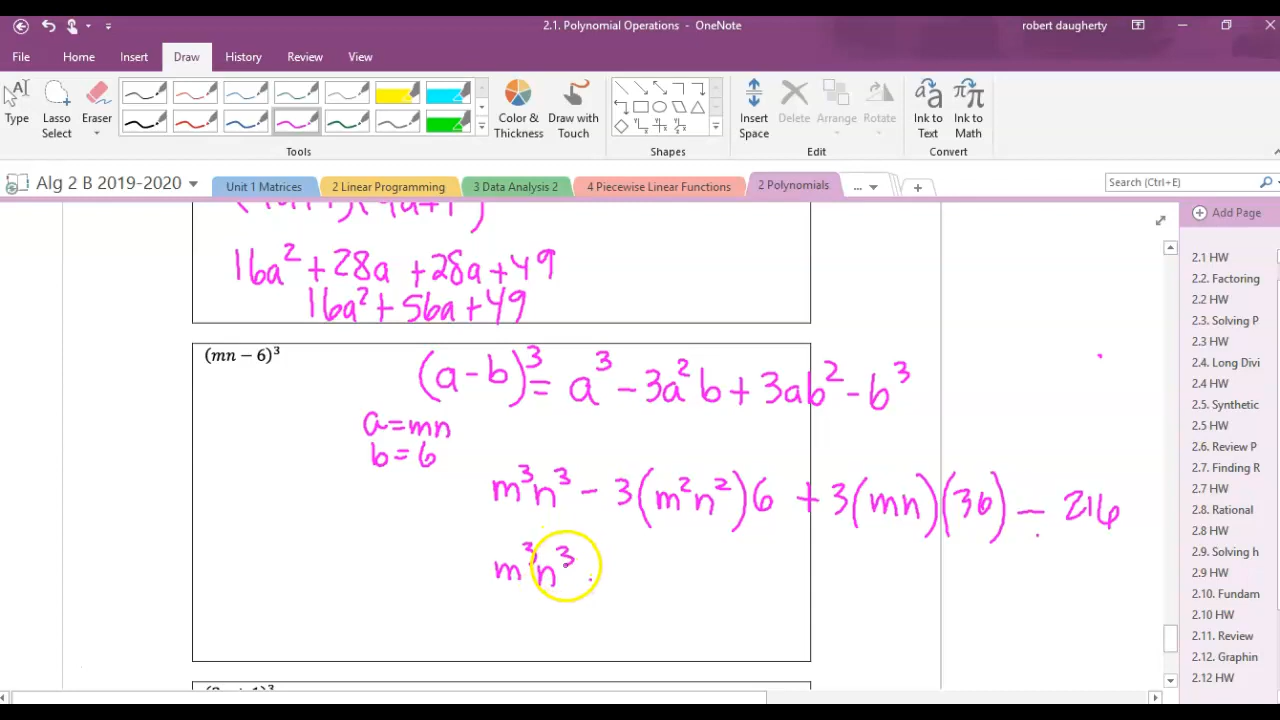 2.1. Polynomial Operations - OneNote
robert daugherty
File Home Insert Draw History Review View
Type
Lasso Select
Eraser
Color & Thickness
Draw with Touch
Insert Space
Delete
Arrange
Rotate
Ink to Text
Ink to Math
Tools
Shapes
Edit
Convert
Alg 2 B 2019-2020
Unit 1 Matrices
2 Linear Programming
3 Data Analysis 2
4 Piecewise Linear Functions
2 Polynomials
...
Search (Ctrl+E)
Add Page
16a² + 28a + 28a + 49
16a² + 56a + 49
(mn − 6)³
(a - b)³ = a³ - 3a²b + 3ab² - b³
a = mn
b = 6
m³n³ - 3(m²n²)6 + 3(mn)(36) - 216
m³n³
2.1 HW
2.2. Factoring
2.2 HW
2.3. Solving P
2.3 HW
2.4. Long Divi
2.4 HW
2.5. Synthetic
2.5 HW
2.6. Review P
2.7. Finding R
2.7 HW
2.8. Rational
2.8 HW
2.9. Solving h
2.9 HW
2.10. Fundam
2.10 HW
2.11. Review
2.12. Graphin
2.12 HW